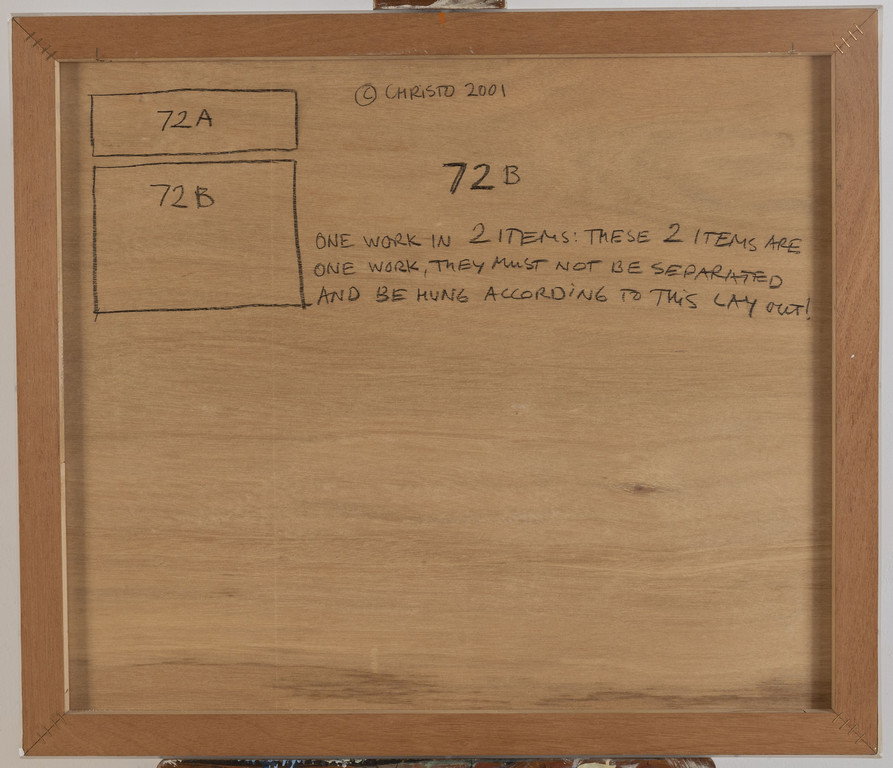 © CHRISTO 2001
72A
72B
72B
ONE WORK IN 2 ITEMS: THESE 2 ITEMS ARE
ONE WORK, THEY MUST NOT BE SEPARATED
AND BE HUNG ACCORDING TO THIS LAY OUT!